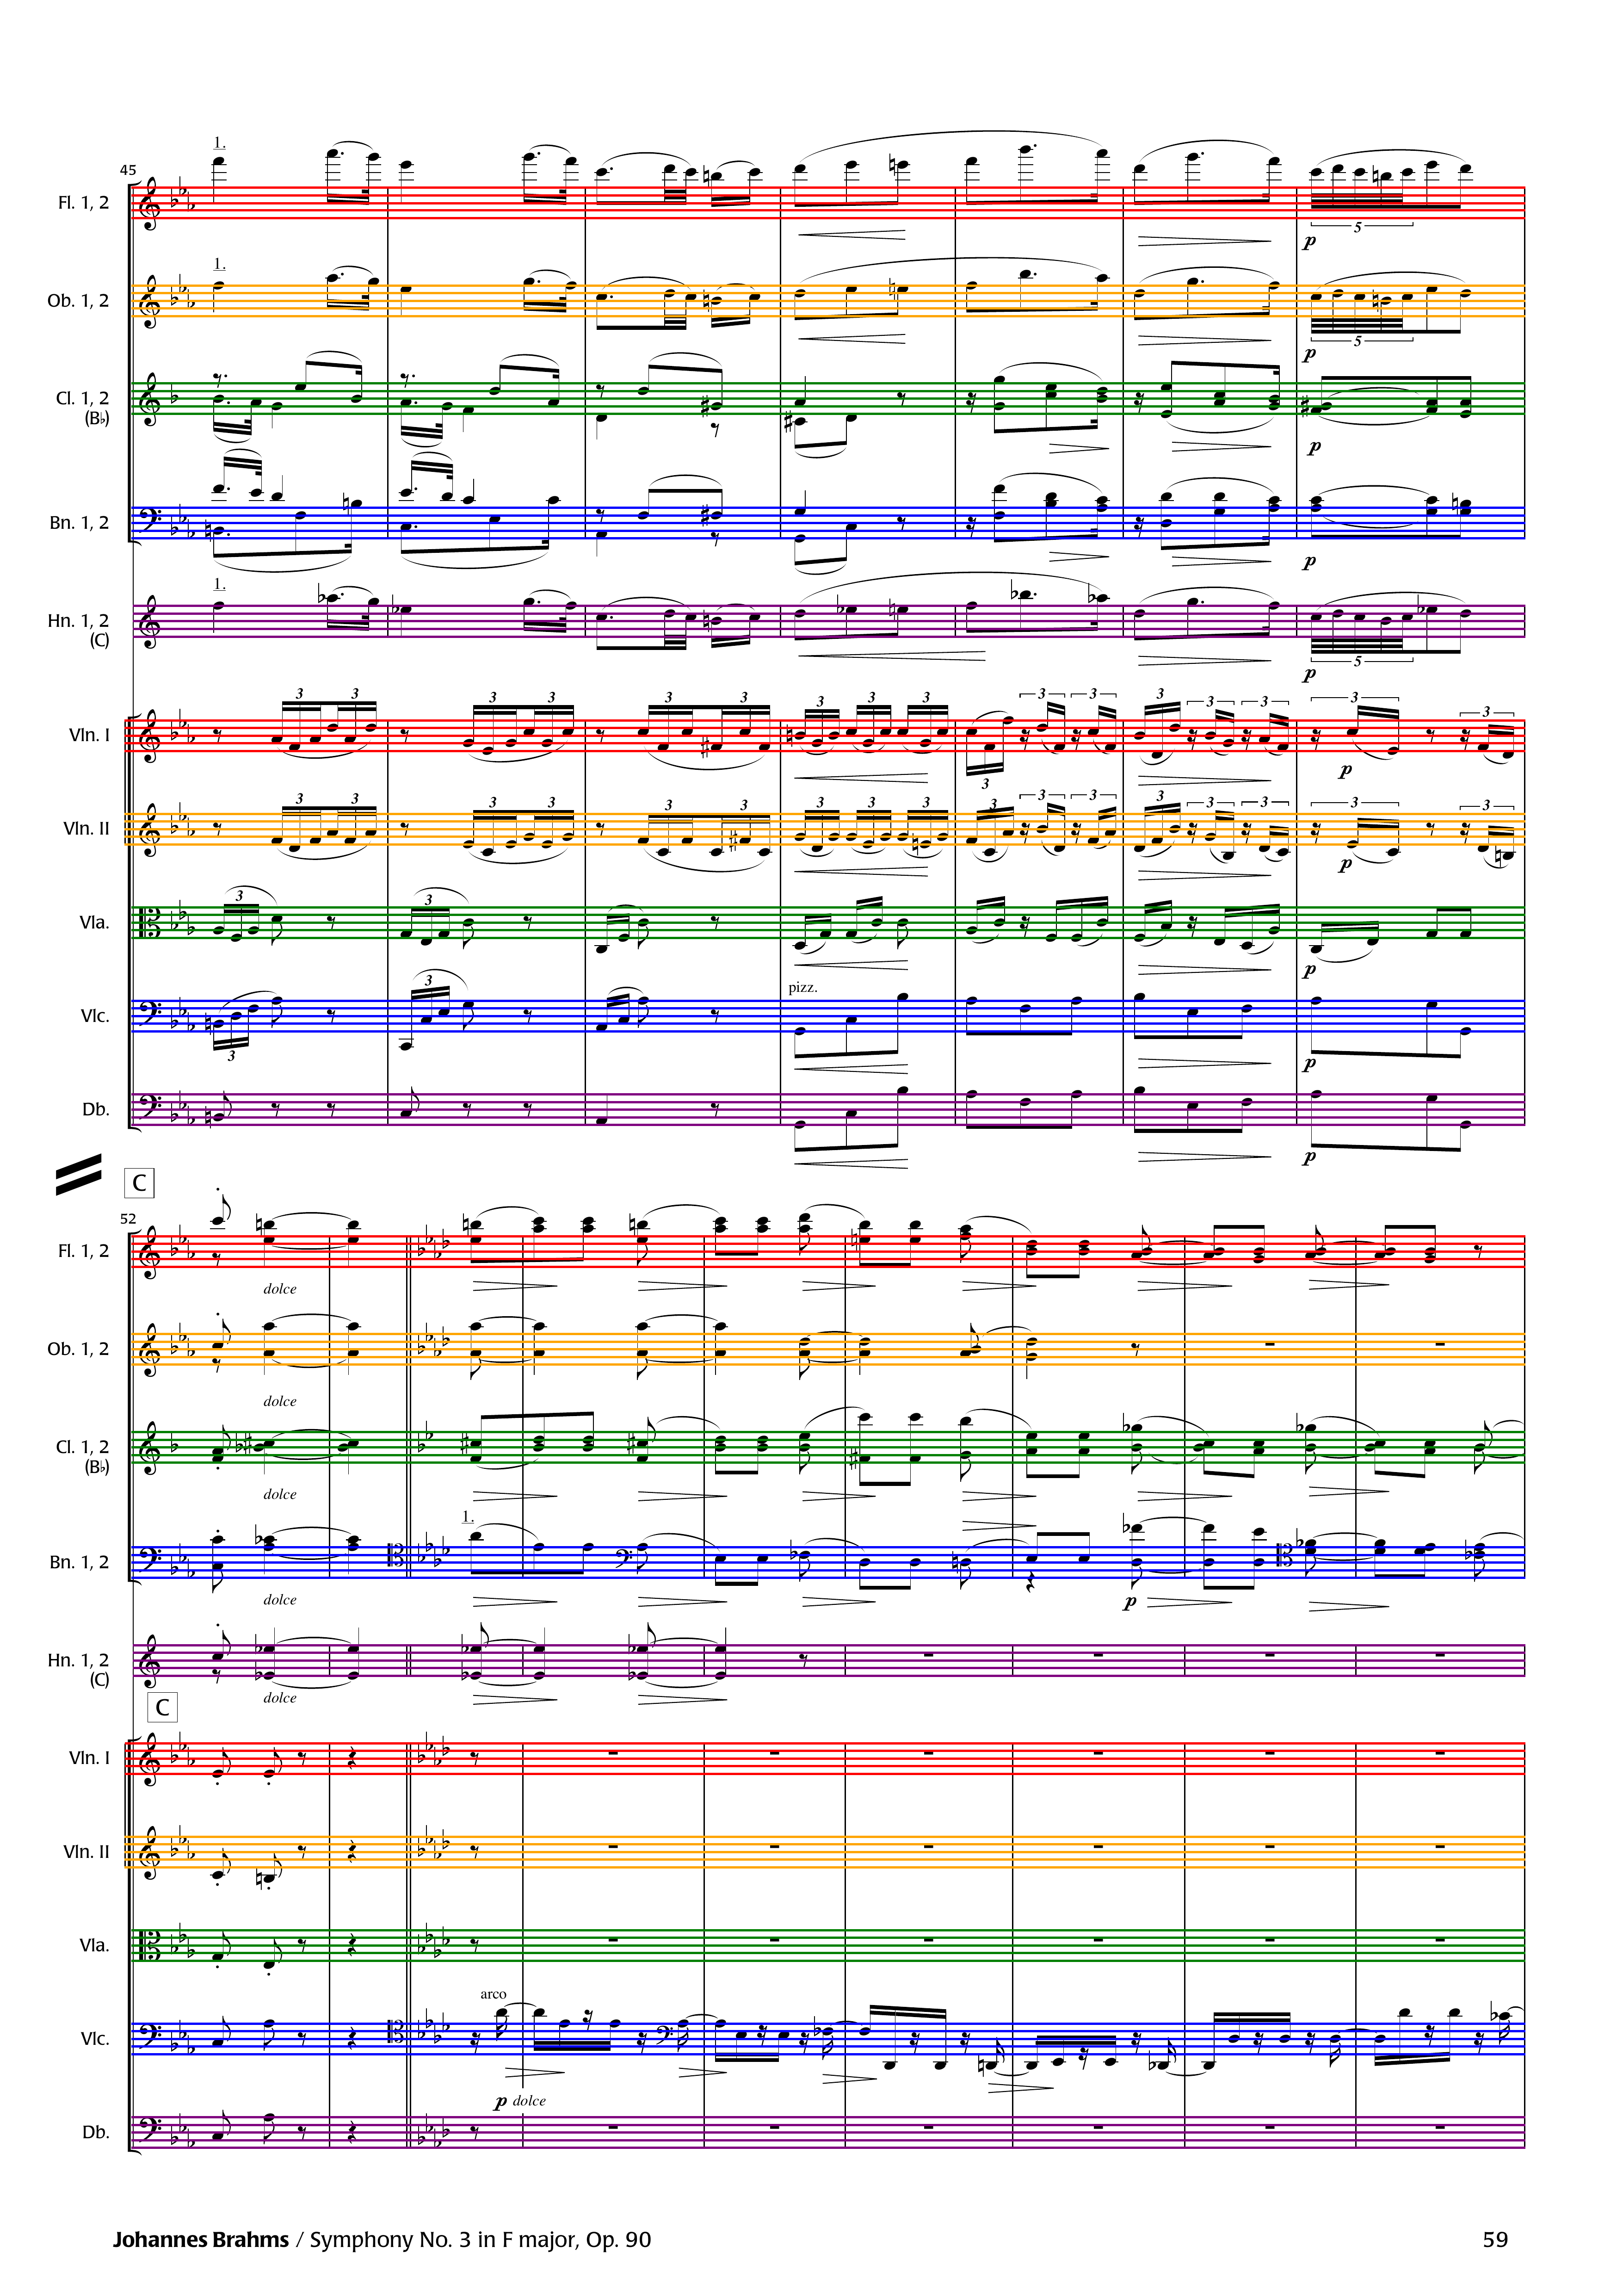 45
1.
Fl. 1, 2
5
p
1.
Ob. 1, 2
5
p
Cl. 1, 2
(B♭)
p
Bn. 1, 2
p
1.
Hn. 1, 2
(C)
5
p
3 3 3 3 3 3 3 3 3 3 3 3 3 3 3 3
Vln. I
3
p
3 3 3 3 3 3 3 3 3 3 3 3 3 3 3 3 3
Vln. II
p
3 3
Vla.
p
pizz.
3
Vlc.
3
p
Db.
p
C
52
Fl. 1, 2
dolce
Ob. 1, 2
dolce
Cl. 1, 2
(B♭)
dolce
1.
Bn. 1, 2
dolce
p
Hn. 1, 2
(C)
dolce
C
Vln. I
Vln. II
Vla.
arco
Vlc.
p dolce
Db.
Johannes Brahms / Symphony No. 3 in F major, Op. 90 59